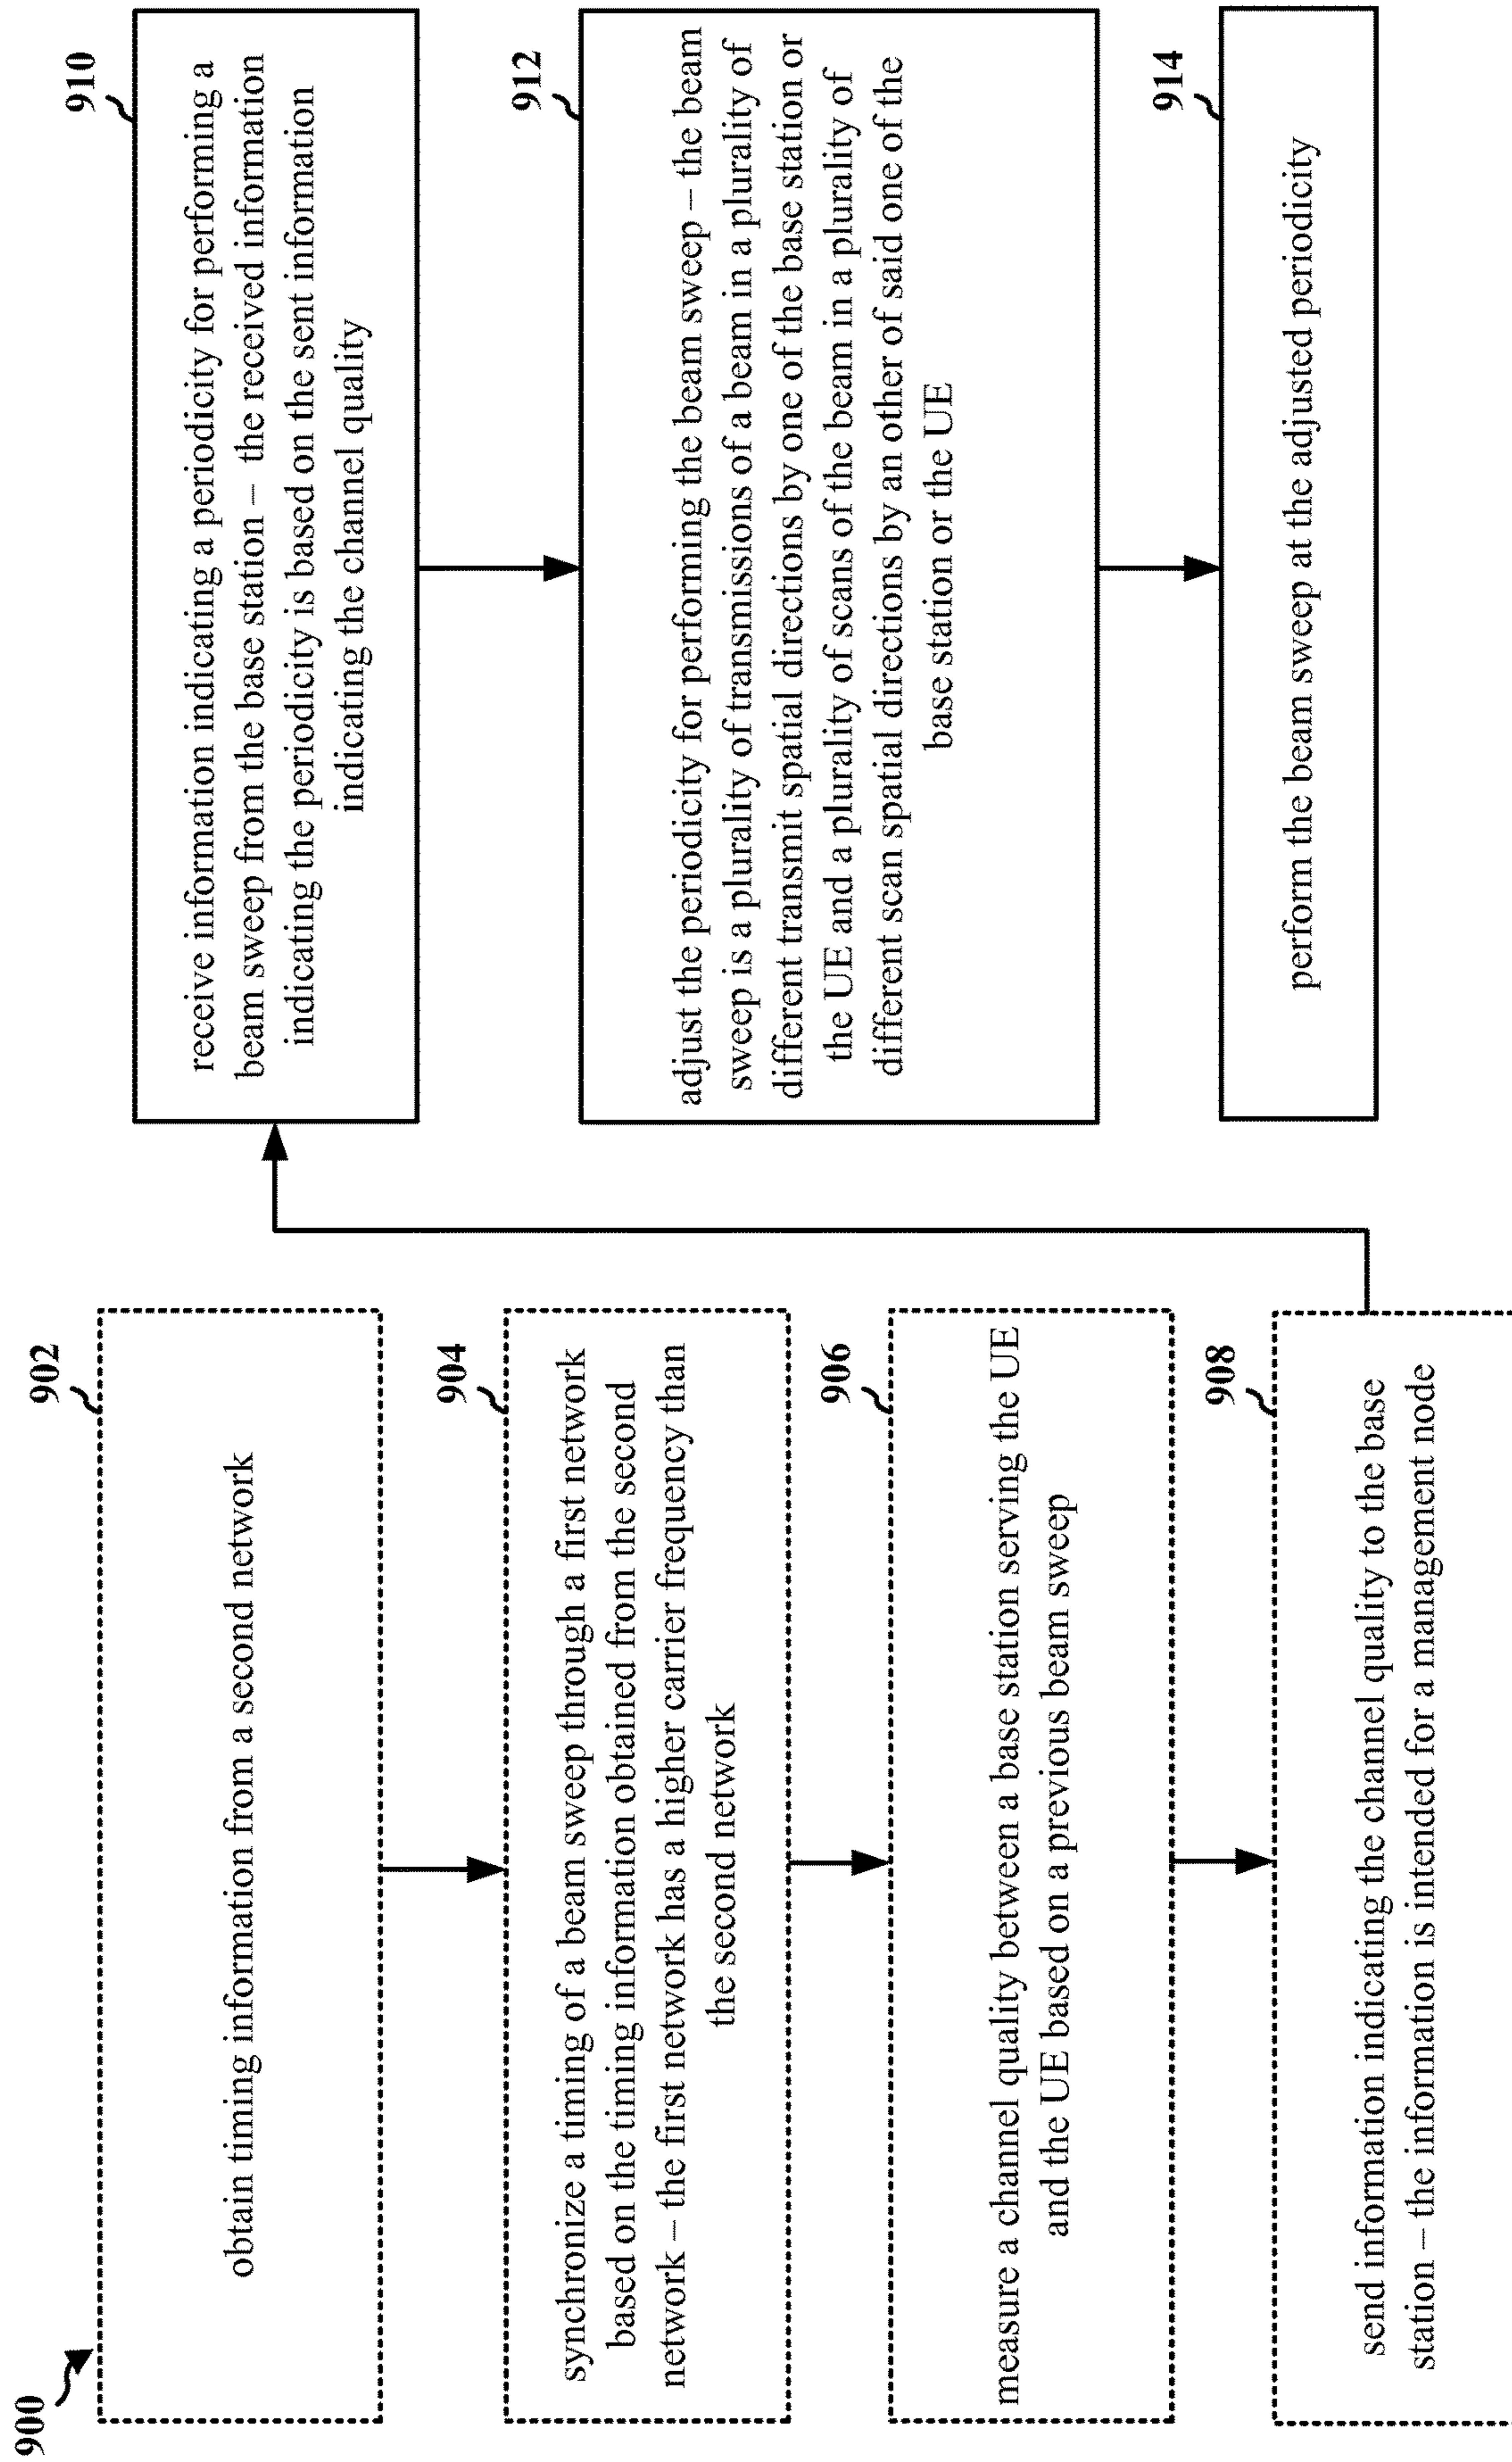 900
902
obtain timing information from a second network
904
synchronize a timing of a beam sweep through a first network
based on the timing information obtained from the second
network – the first network has a higher carrier frequency than
the second network
906
measure a channel quality between a base station serving the UE
and the UE based on a previous beam sweep
908
send information indicating the channel quality to the base
station – the information is intended for a management node
910
receive information indicating a periodicity for performing a
beam sweep from the base station – the received information
indicating the periodicity is based on the sent information
indicating the channel quality
912
adjust the periodicity for performing the beam sweep – the beam
sweep is a plurality of transmissions of a beam in a plurality of
different transmit spatial directions by one of the base station or
the UE and a plurality of scans of the beam in a plurality of
different scan spatial directions by an other of said one of the
base station or the UE
914
perform the beam sweep at the adjusted periodicity